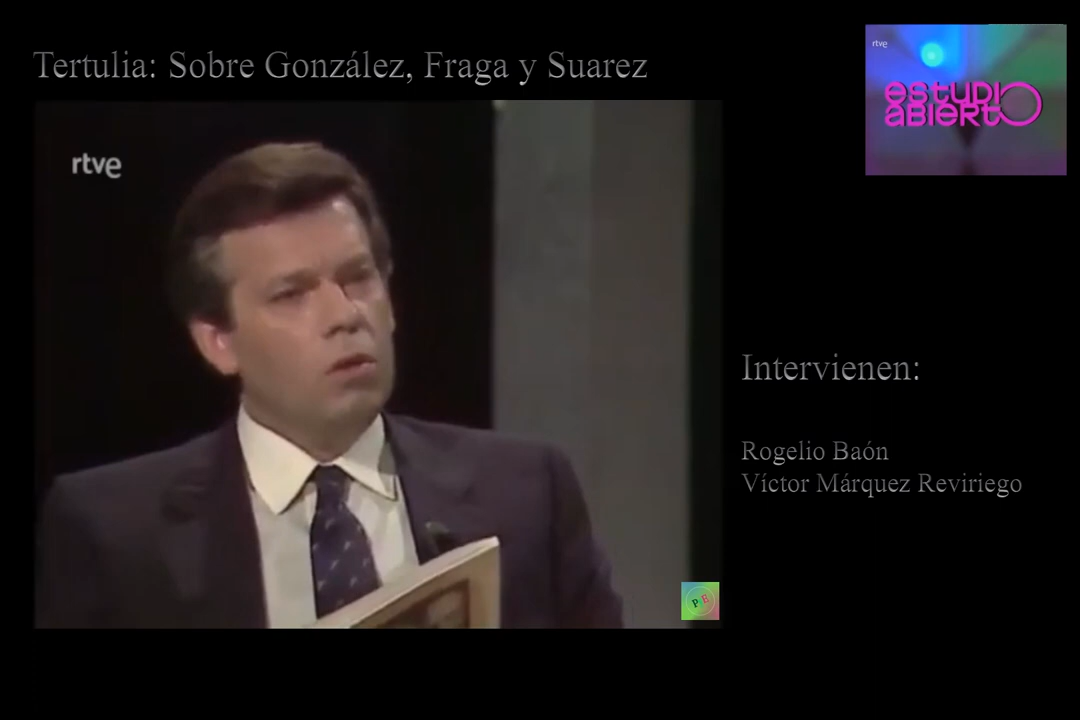 Tertulia: Sobre González, Fraga y Suarez
rtve
estudio
abierto
rtve
Intervienen:
Rogelio Baón
Víctor Márquez Reviriego
P E